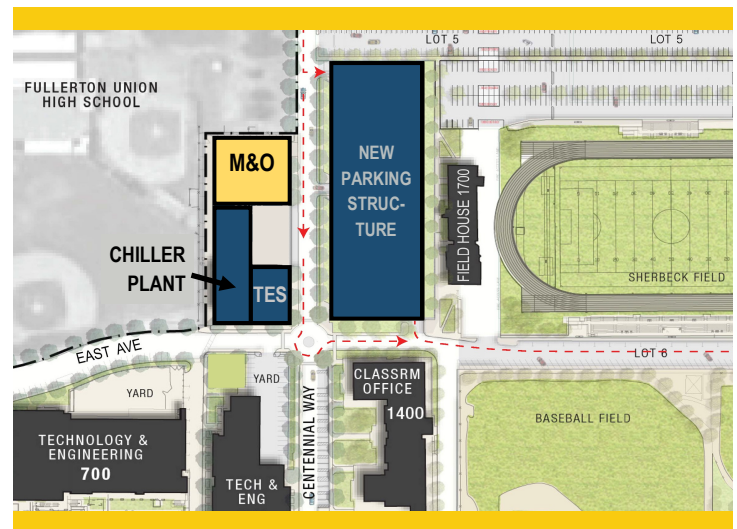 LOT 5
LOT 5
FULLERTON UNION
HIGH SCHOOL
M&O
NEW
PARKING
STRUC-
TURE
FIELD HOUSE 1700
CHILLER
PLANT
TES
SHERBECK FIELD
EAST AVE
LOT 6
YARD
YARD
CLASSRM
OFFICE
1400
CENTENNIAL WAY
BASEBALL FIELD
TECHNOLOGY &
ENGINEERING
700
TECH &
ENG